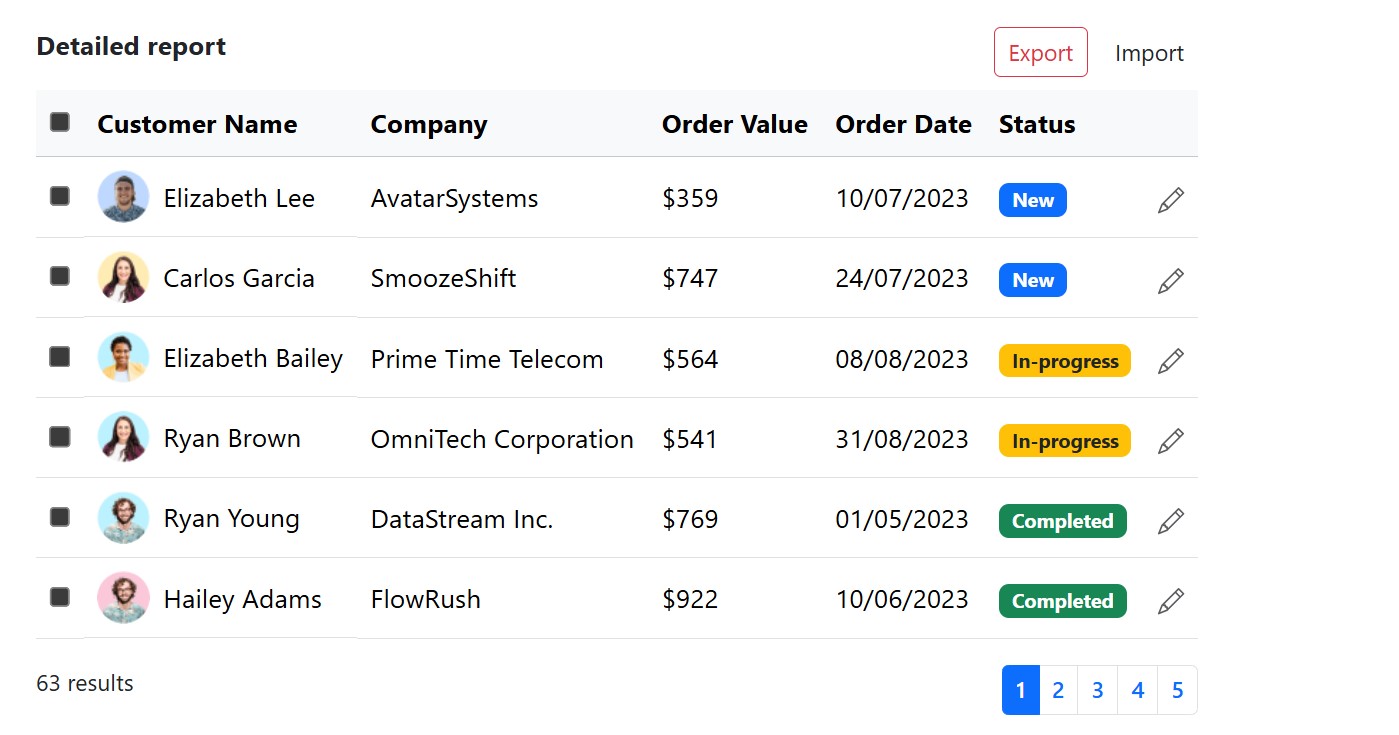 Detailed report
Export Import
Customer Name Company Order Value Order Date Status
Elizabeth Lee AvatarSystems $359 10/07/2023 New
Carlos Garcia SmoozeShift $747 24/07/2023 New
Elizabeth Bailey Prime Time Telecom $564 08/08/2023 In-progress
Ryan Brown OmniTech Corporation $541 31/08/2023 In-progress
Ryan Young DataStream Inc. $769 01/05/2023 Completed
Hailey Adams FlowRush $922 10/06/2023 Completed
63 results
1 2 3 4 5